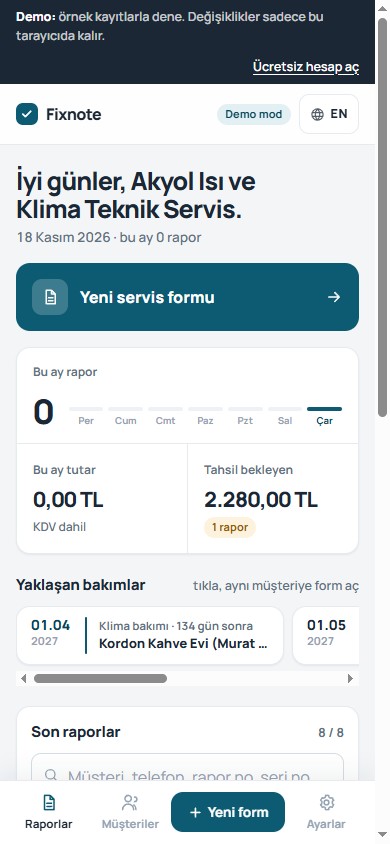 Demo: örnek kayıtlarla dene. Değişiklikler sadece bu
tarayıcıda kalır.
Ücretsiz hesap aç
Fixnote
Demo mod
EN
İyi günler, Akyol Isı ve
Klima Teknik Servis.
18 Kasım 2026 · bu ay 0 rapor
Yeni servis formu
Bu ay rapor
0
Per Cum Cmt Paz Pzt Sal Çar
Bu ay tutar
0,00 TL
KDV dahil
Tahsil bekleyen
2.280,00 TL
1 rapor
Yaklaşan bakımlar
tıkla, aynı müşteriye form aç
01.04
2027
Klima bakımı · 134 gün sonra
Kordon Kahve Evi (Murat ...
01.05
2027
Son raporlar
8 / 8
Müşteri, telefon, rapor no, seri no
Raporlar
Müşteriler
Yeni form
Ayarlar